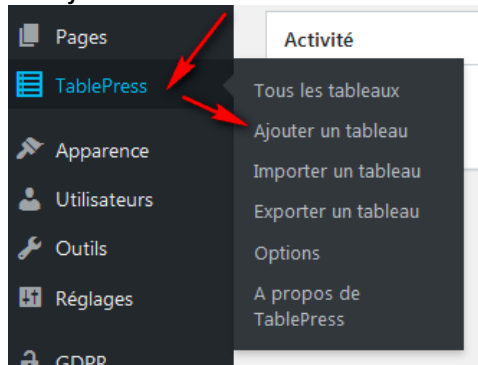 Pages
Activité
TablePress
Tous les tableaux
Ajouter un tableau
Apparence
Importer un tableau
Utilisateurs
Exporter un tableau
Outils
Options
Réglages
A propos de
TablePress
GDPR